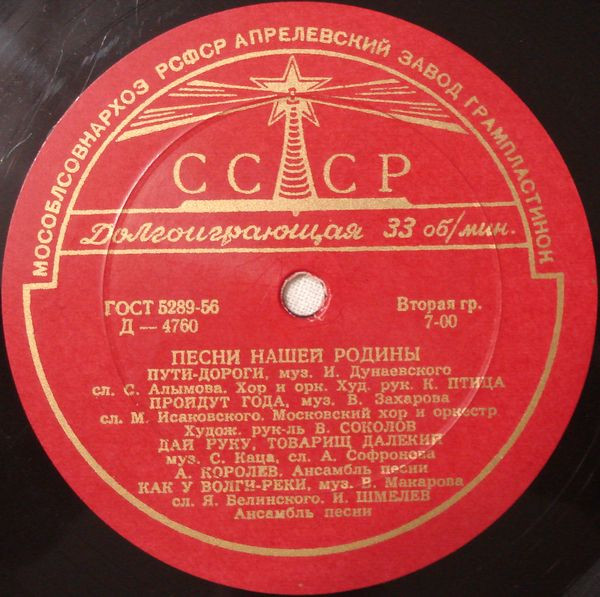 МОСОБЛСОВНАРХОЗ РСФСР АПРЕЛЕВСКИЙ ЗАВОД ГРАМПЛАСТИНОК
СССР
Долгоиграющая 33 об/мин.
ГОСТ 5289-56
Д — 4760
Вторая гр.
7-00
ПЕСНИ НАШЕЙ РОДИНЫ
ПУТИ-ДОРОГИ, муз. И. Дунаевского
сл. С. Алымова. Хор и орк. Худ. рук. К. ПТИЦА
ПРОЙДУТ ГОДА, муз. В. Захарова
сл. М. Исаковского. Московский хор и оркестр
Худож. рук-ль В. СОКОЛОВ
ДАЙ РУКУ, ТОВАРИЩ ДАЛЕКИЙ
муз. С. Каца, сл. А. Софронова
А. КОРОЛЕВ. Ансамбль песни
КАК У ВОЛГИ-РЕКИ, муз. В. Макарова
сл. Я. Белинского. И. ШМЕЛЕВ
Ансамбль песни